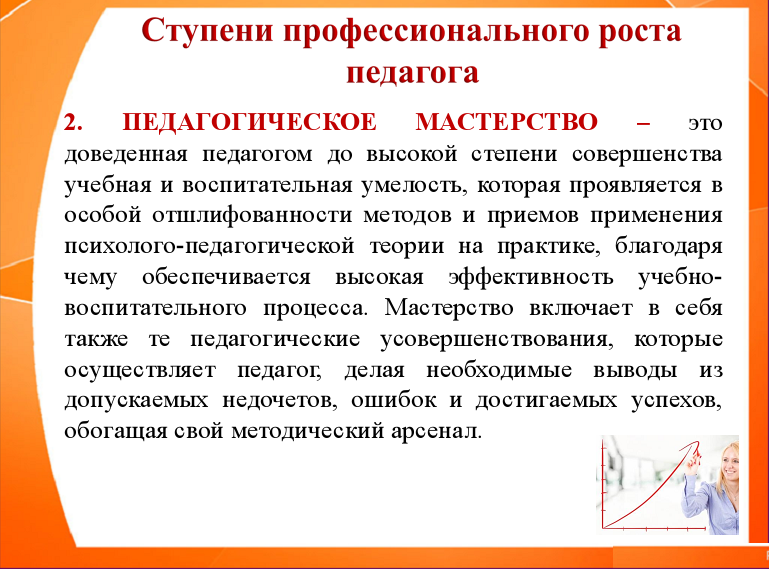 Ступени профессионального роста
педагога
2. ПЕДАГОГИЧЕСКОЕ МАСТЕРСТВО – это
доведенная педагогом до высокой степени совершенства
учебная и воспитательная умелость, которая проявляется в
особой отшлифованности методов и приемов применения
психолого-педагогической теории на практике, благодаря
чему обеспечивается высокая эффективность учебно-
воспитательного процесса. Мастерство включает в себя
также те педагогические усовершенствования, которые
осуществляет педагог, делая необходимые выводы из
допускаемых недочетов, ошибок и достигаемых успехов,
обогащая свой методический арсенал.